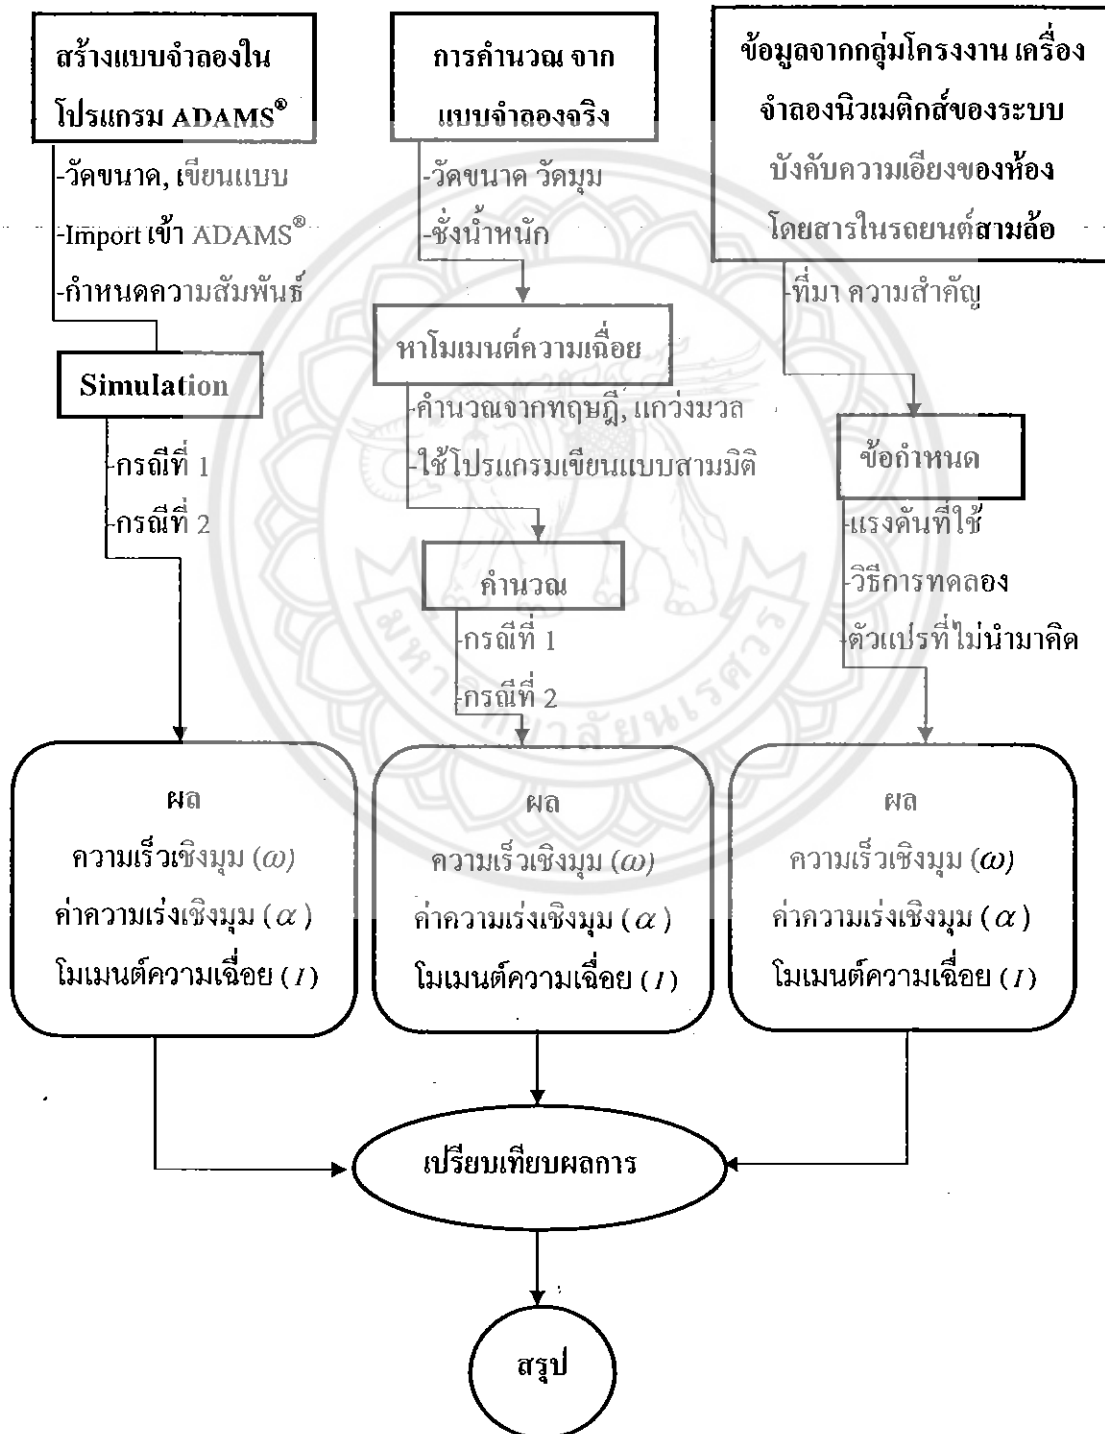 สร้างแบบจำลองใน
โปรแกรม ADAMS®
-วัดขนาด, เขียนแบบ
-Import เข้า ADAMS®
-กำหนดความสัมพันธ์
Simulation
-กรณีที่ 1
-กรณีที่ 2
ผล
ความเร็วเชิงมุม (ω)
ค่าความเร่งเชิงมุม (α)
โมเมนต์ความเฉื่อย (I)
การคำนวณ จาก
แบบจำลองจริง
-วัดขนาด วัดมุม
-ชั่งน้ำหนัก
หาโมเมนต์ความเฉื่อย
-คำนวณจากทฤษฎี, แกว่งมวล
-ใช้โปรแกรมเขียนแบบสามมิติ
คำนวณ
-กรณีที่ 1
-กรณีที่ 2
ผล
ความเร็วเชิงมุม (ω)
ค่าความเร่งเชิงมุม (α)
โมเมนต์ความเฉื่อย (I)
ข้อมูลจากกลุ่มโครงงาน เครื่อง
จำลองนิวเมติกส์ของระบบ
บังคับความเอียงของห้อง
โดยสารในรถยนต์สามล้อ
-ที่มา ความสำคัญ
ข้อกำหนด
-แรงดันที่ใช้
-วิธีการทดลอง
-ตัวแปรที่ไม่นำมาคิด
ผล
ความเร็วเชิงมุม (ω)
ค่าความเร่งเชิงมุม (α)
โมเมนต์ความเฉื่อย (I)
เปรียบเทียบผลการ
สรุป
มหาวิทยาลัยนเรศวร